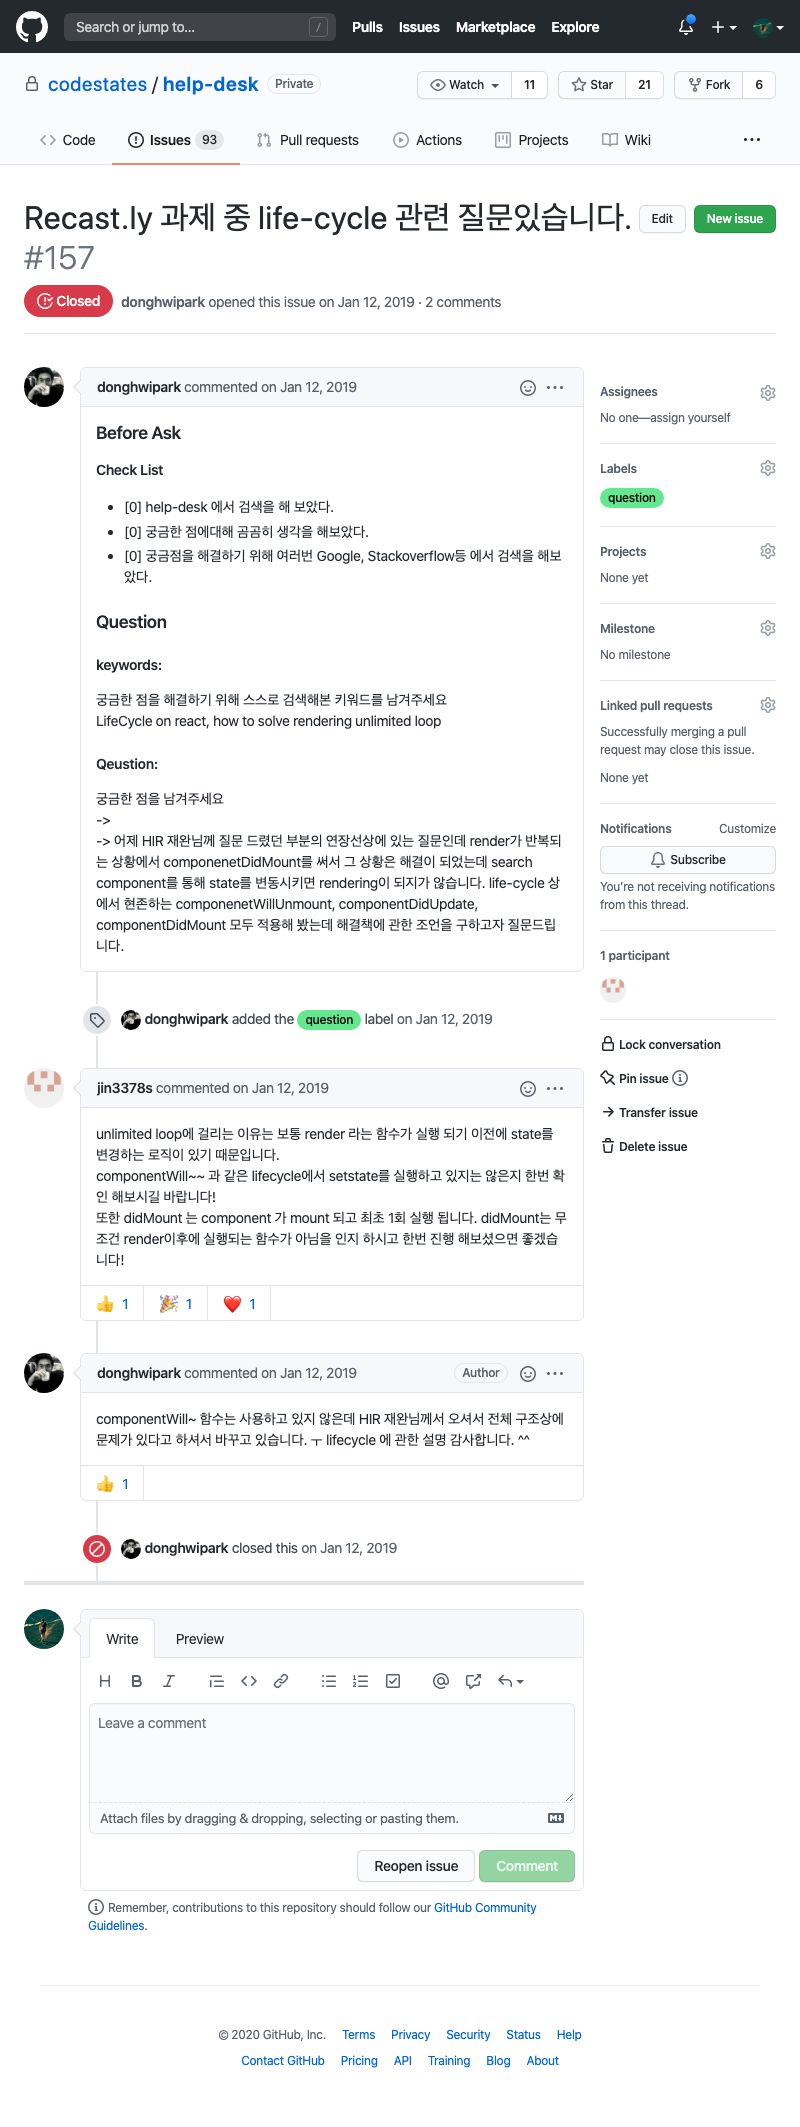 Search or jump to... /
Pulls Issues Marketplace Explore
codestates / help-desk Private
Watch 11 Star 21 Fork 6
Code Issues 93 Pull requests Actions Projects Wiki
Recast.ly 과제 중 life-cycle 관련 질문있습니다.
#157
Edit New issue
Closed donghwipark opened this issue on Jan 12, 2019 · 2 comments
donghwipark commented on Jan 12, 2019
Before Ask
Check List
[0] help-desk 에서 검색을 해 보았다.
[0] 궁금한 점에대해 곰곰히 생각을 해보았다.
[0] 궁금점을 해결하기 위해 여러번 Google, Stackoverflow등 에서 검색을 해보
았다.
Question
keywords:
궁금한 점을 해결하기 위해 스스로 검색해본 키워드를 남겨주세요
LifeCycle on react, how to solve rendering unlimited loop
Qeustion:
궁금한 점을 남겨주세요
->
-> 어제 HIR 재완님께 질문 드렸던 부분의 연장선상에 있는 질문인데 render가 반복되
는 상황에서 componenetDidMount를 써서 그 상황은 해결이 되었는데 search
component를 통해 state를 변동시키면 rendering이 되지가 않습니다. life-cycle 상
에서 현존하는 componenetWillUnmount, componentDidUpdate,
componentDidMount 모두 적용해 봤는데 해결책에 관한 조언을 구하고자 질문드립
니다.
donghwipark added the question label on Jan 12, 2019
jin3378s commented on Jan 12, 2019
unlimited loop에 걸리는 이유는 보통 render 라는 함수가 실행 되기 이전에 state를
변경하는 로직이 있기 때문입니다.
componentWill~~ 과 같은 lifecycle에서 setstate를 실행하고 있지는 않은지 한번 확
인 해보시길 바랍니다!
또한 didMount 는 component 가 mount 되고 최초 1회 실행 됩니다. didMount는 무
조건 render이후에 실행되는 함수가 아님을 인지 하시고 한번 진행 해보셨으면 좋겠습
니다!
👍 1 🎉 1 ❤️ 1
donghwipark commented on Jan 12, 2019 Author
componentWill~ 함수는 사용하고 있지 않은데 HIR 재완님께서 오셔서 전체 구조상에
문제가 있다고 하셔서 바꾸고 있습니다. ㅜ lifecycle 에 관한 설명 감사합니다. ^^
👍 1
donghwipark closed this on Jan 12, 2019
Write Preview
H B I @
Leave a comment
Attach files by dragging & dropping, selecting or pasting them.
Reopen issue Comment
Remember, contributions to this repository should follow our GitHub Community
Guidelines.
Assignees
No one—assign yourself
Labels
question
Projects
None yet
Milestone
No milestone
Linked pull requests
Successfully merging a pull
request may close this issue.
None yet
Notifications Customize
Subscribe
You're not receiving notifications
from this thread.
1 participant
Lock conversation
Pin issue
Transfer issue
Delete issue
© 2020 GitHub, Inc. Terms Privacy Security Status Help
Contact GitHub Pricing API Training Blog About